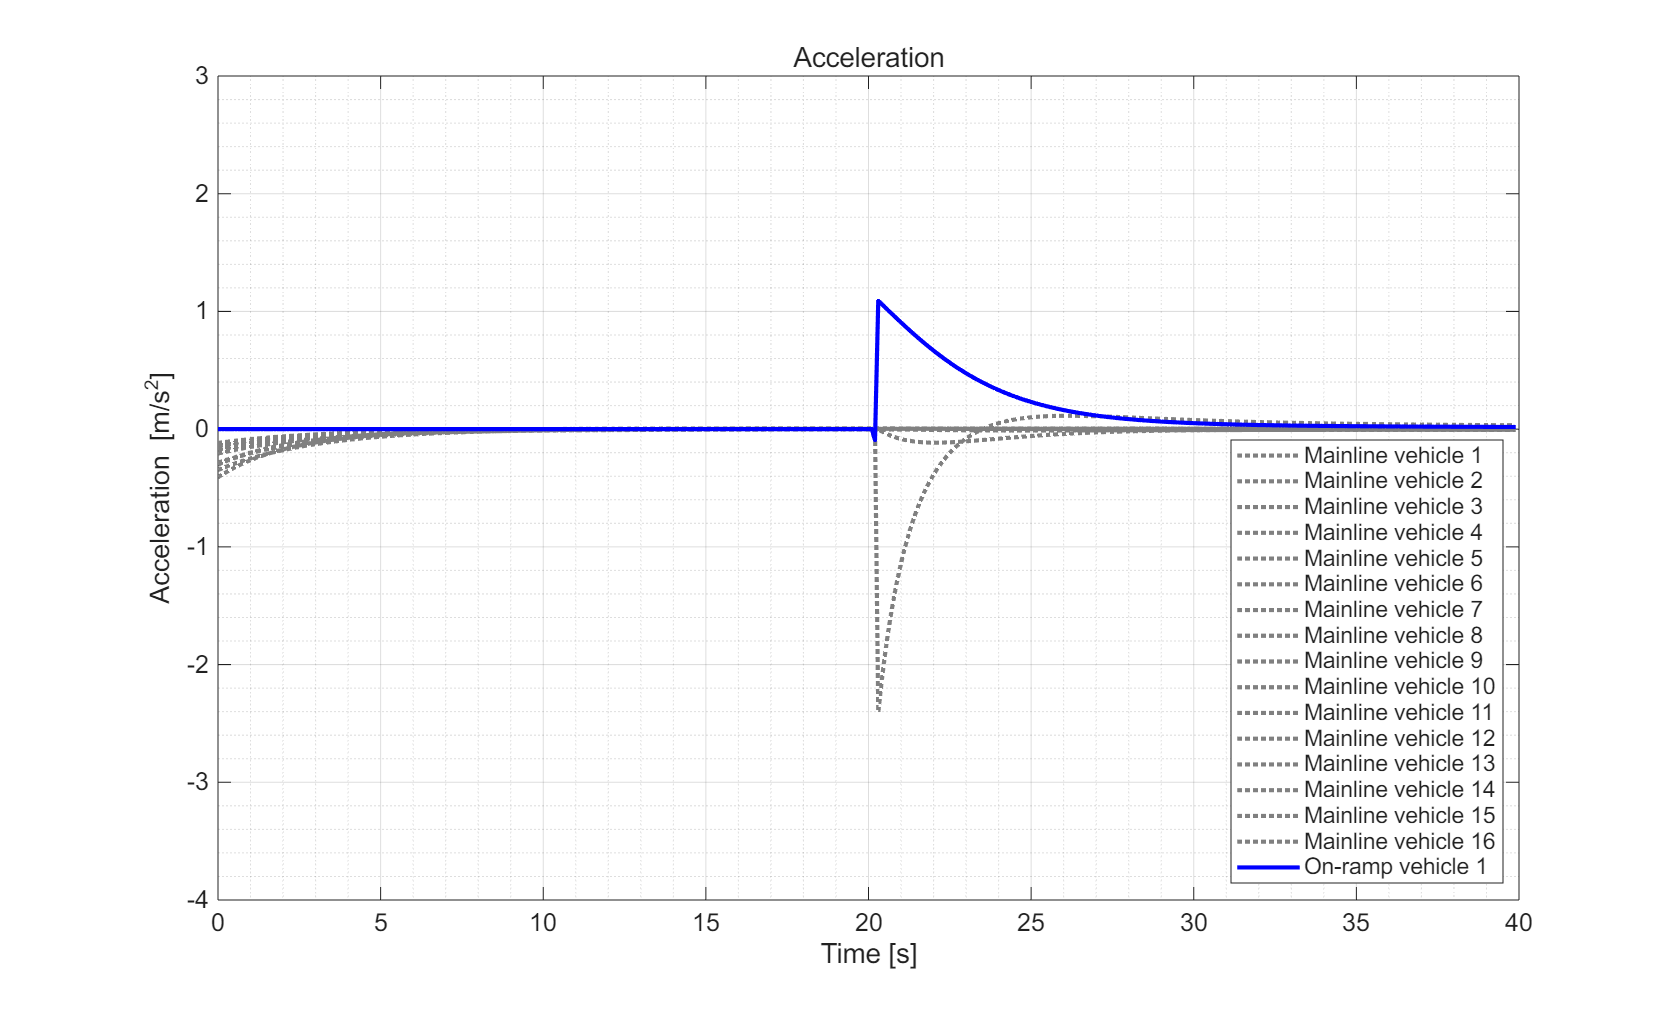 Acceleration
3
2
1
0
-1
-2
-3
-4
Acceleration [m/s²]
0 5 10 15 20 25 30 35 40
Time [s]
Mainline vehicle 1
Mainline vehicle 2
Mainline vehicle 3
Mainline vehicle 4
Mainline vehicle 5
Mainline vehicle 6
Mainline vehicle 7
Mainline vehicle 8
Mainline vehicle 9
Mainline vehicle 10
Mainline vehicle 11
Mainline vehicle 12
Mainline vehicle 13
Mainline vehicle 14
Mainline vehicle 15
Mainline vehicle 16
On-ramp vehicle 1